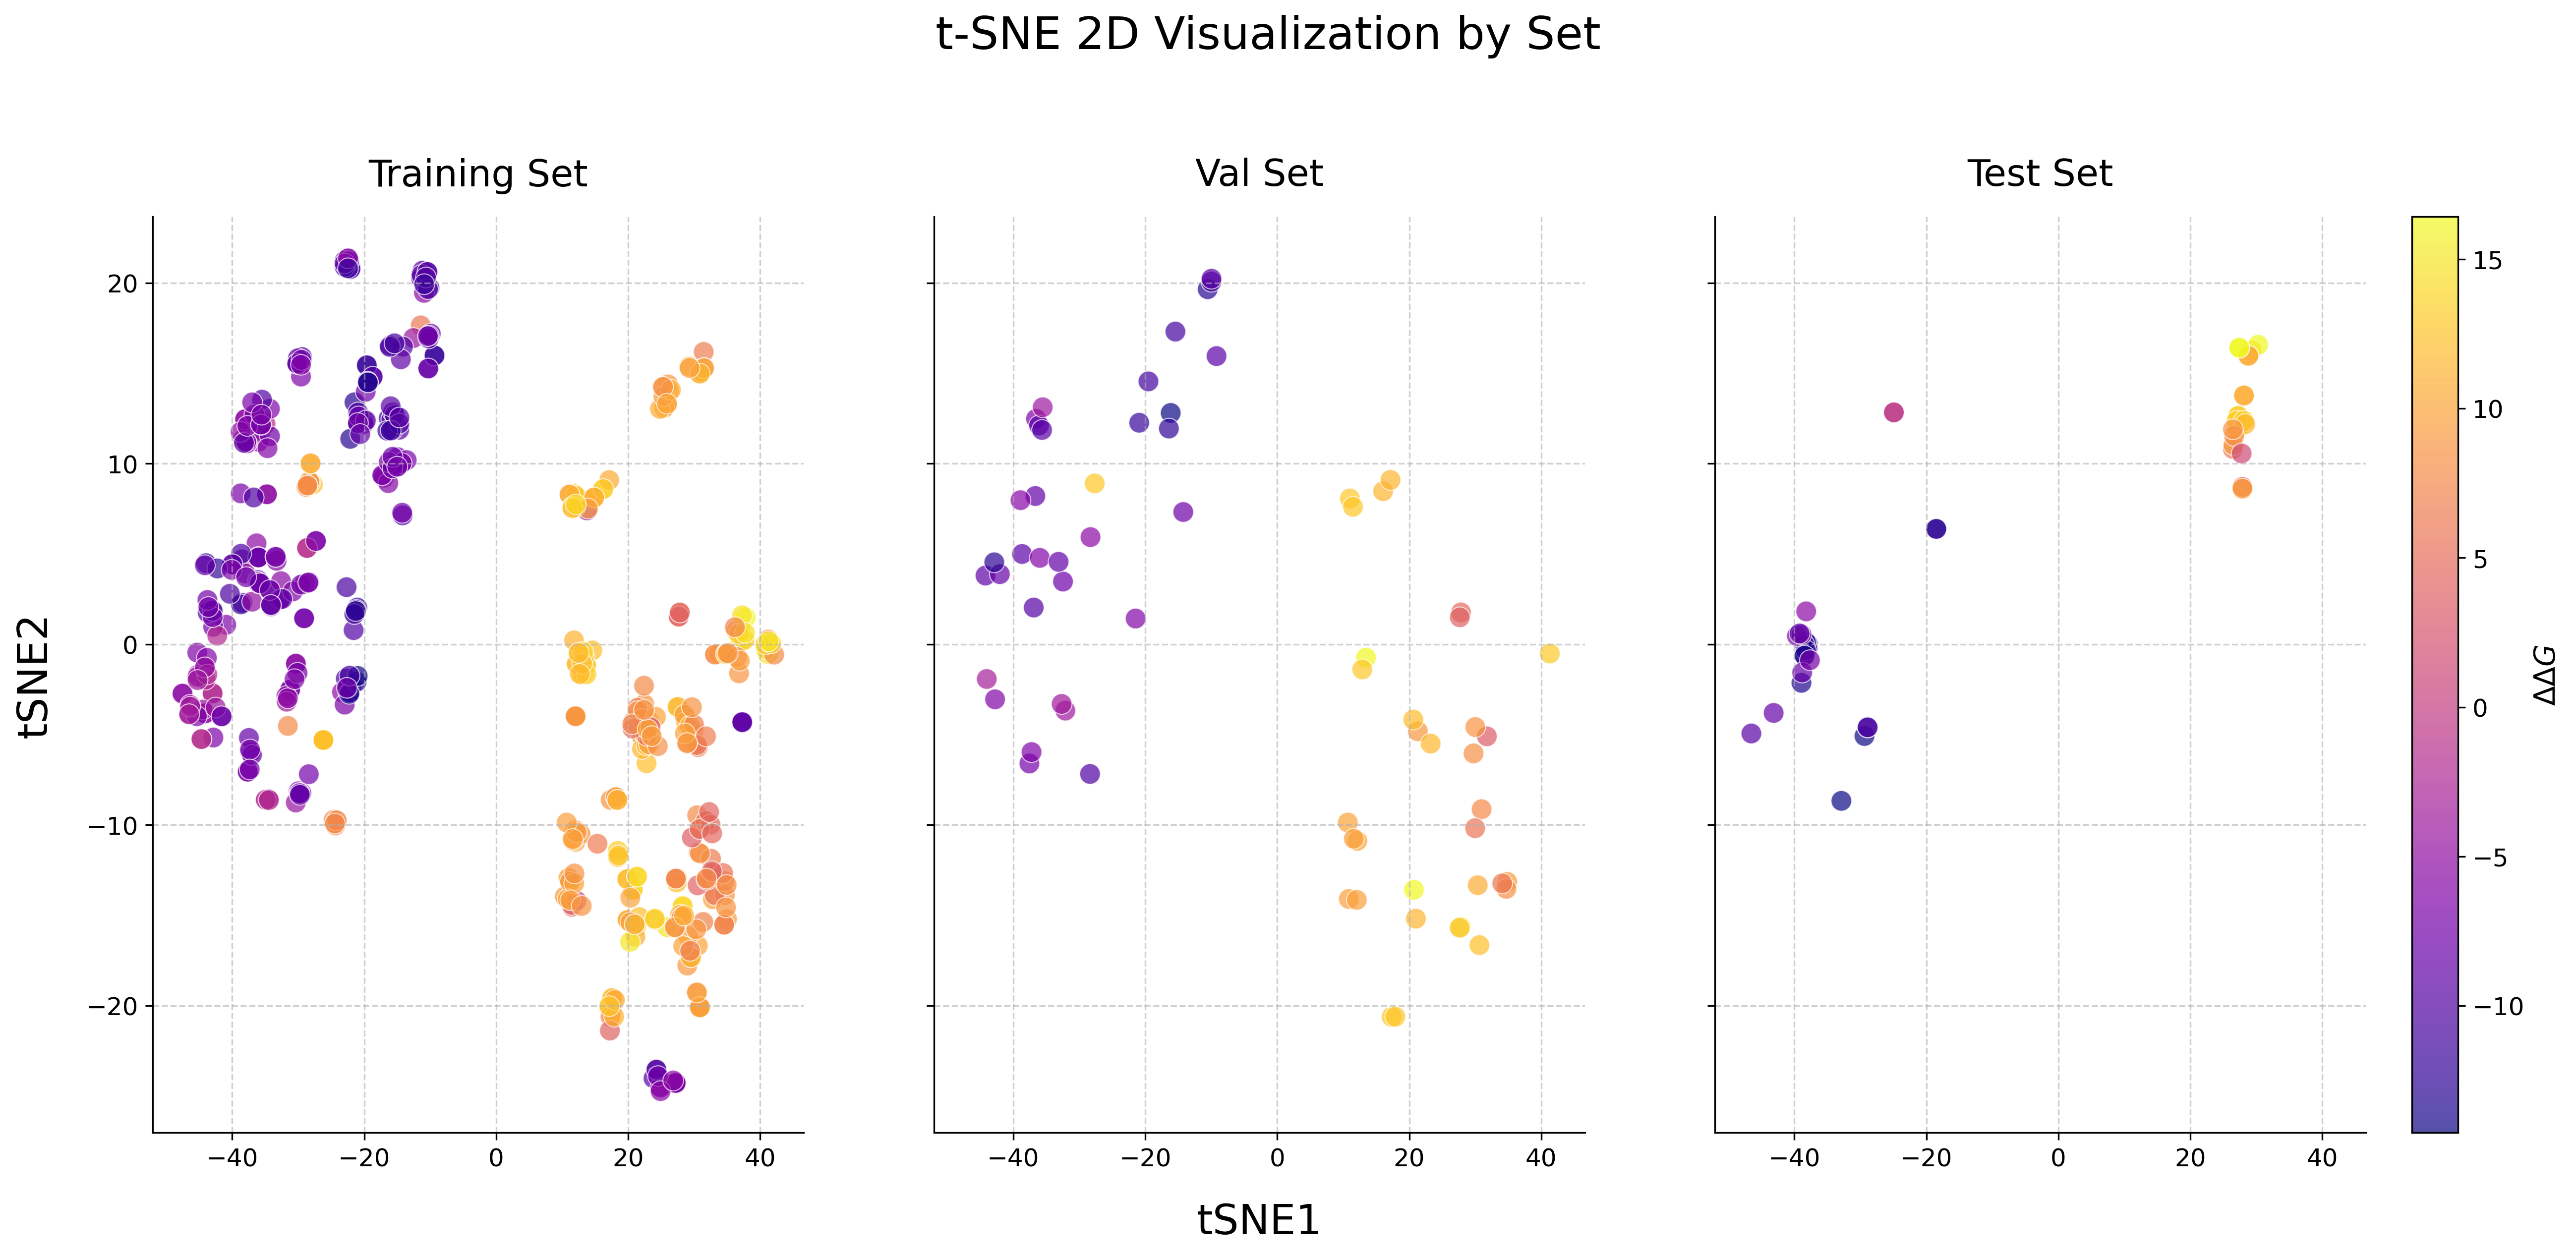 t-SNE 2D Visualization by Set
Training Set
Val Set
Test Set
20
10
0
−10
−20
tSNE2
−40 −20 0 20 40
−40 −20 0 20 40
−40 −20 0 20 40
tSNE1
15
10
5
0
−5
−10
ΔΔG